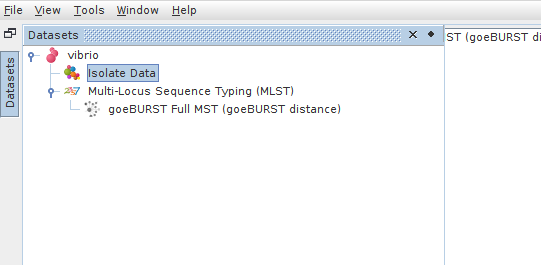 File View Tools Window Help
Datasets
ST (goeBURST di
Datasets
vibrio
Isolate Data
Multi-Locus Sequence Typing (MLST)
goeBURST Full MST (goeBURST distance)